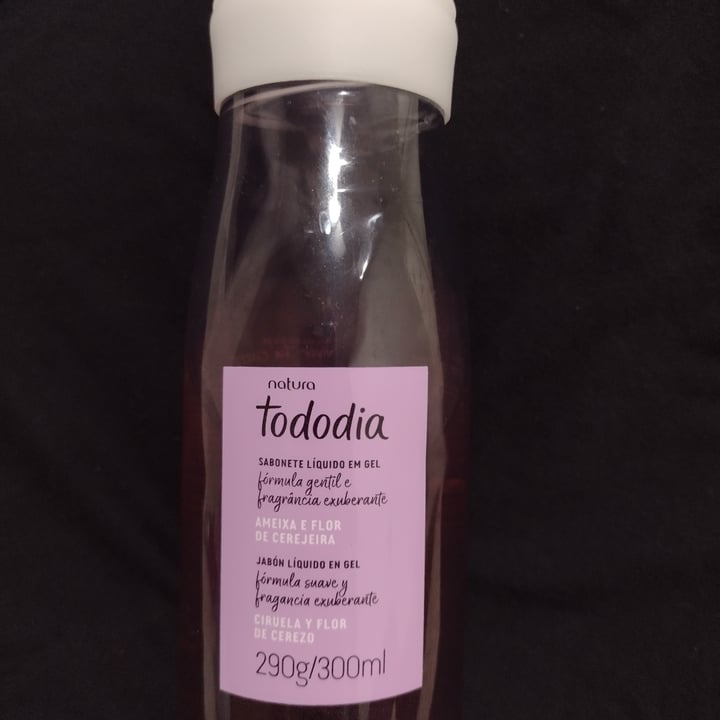 natura
tododia
SABONETE LÍQUIDO EM GEL
fórmula gentil e
fragrância exuberante
AMEIXA E FLOR
DE CEREJEIRA
JABÓN LÍQUIDO EN GEL
fórmula suave y
fragancia exuberante
CIRUELA Y FLOR
DE CEREZO
290g/300ml